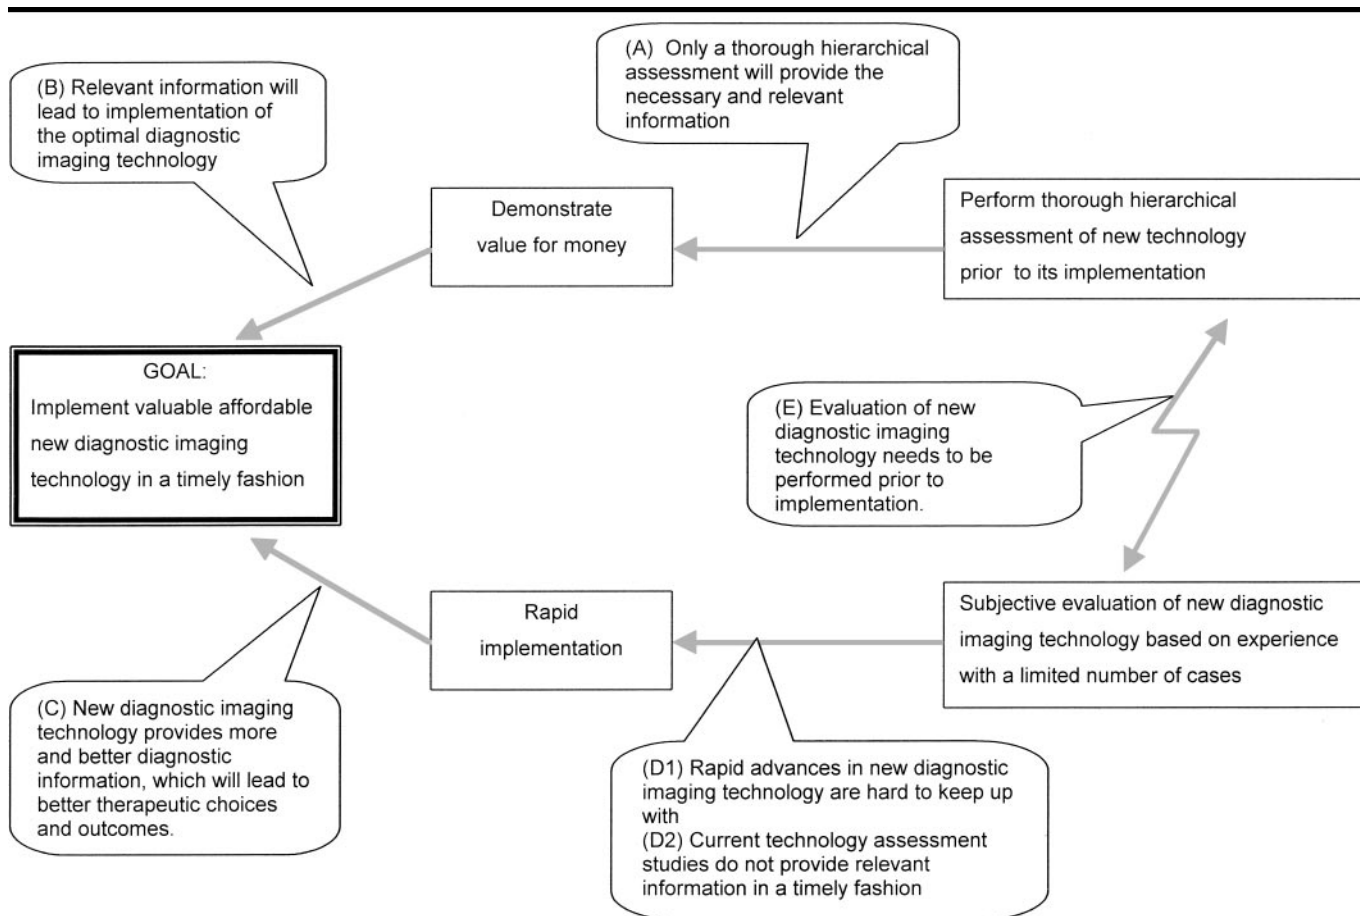 (A) Only a thorough hierarchical
assessment will provide the
necessary and relevant
information
(B) Relevant information will
lead to implementation of
the optimal diagnostic
imaging technology
Demonstrate
value for money
Perform thorough hierarchical
assessment of new technology
prior to its implementation
GOAL:
Implement valuable affordable
new diagnostic imaging
technology in a timely fashion
(E) Evaluation of new
diagnostic imaging
technology needs to be
performed prior to
implementation.
Rapid
implementation
Subjective evaluation of new diagnostic
imaging technology based on experience
with a limited number of cases
(C) New diagnostic imaging
technology provides more
and better diagnostic
information, which will lead to
better therapeutic choices
and outcomes.
(D1) Rapid advances in new diagnostic
imaging technology are hard to keep up
with
(D2) Current technology assessment
studies do not provide relevant
information in a timely fashion